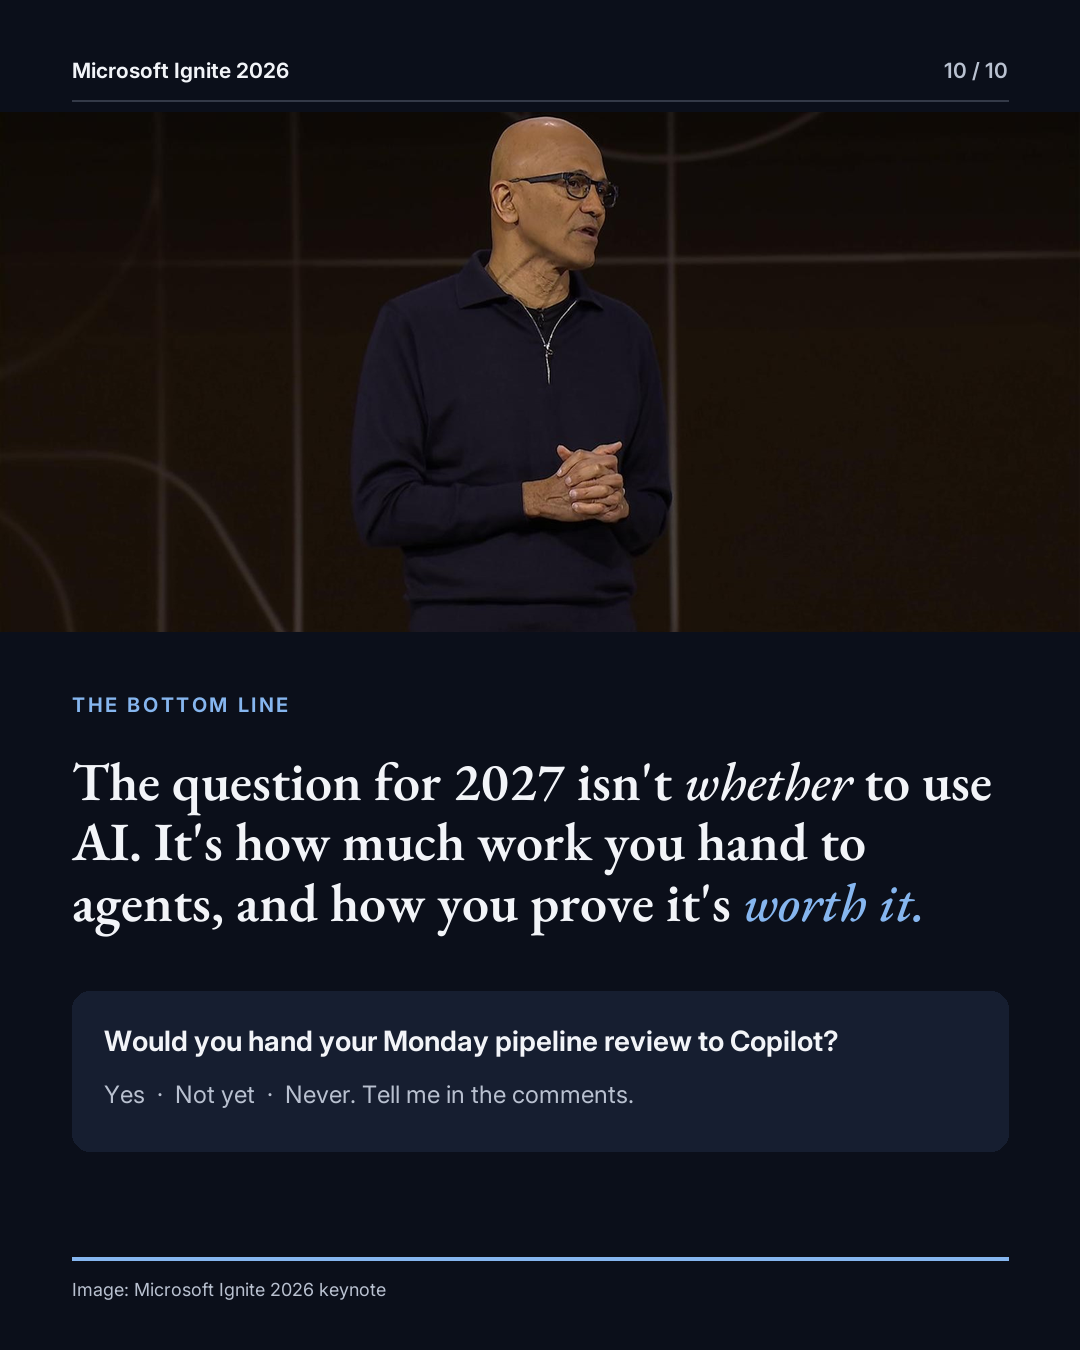 Microsoft Ignite 2026
10 / 10
THE BOTTOM LINE
The question for 2027 isn't whether to use
AI. It's how much work you hand to
agents, and how you prove it's worth it.
Would you hand your Monday pipeline review to Copilot?
Yes · Not yet · Never. Tell me in the comments.
Image: Microsoft Ignite 2026 keynote